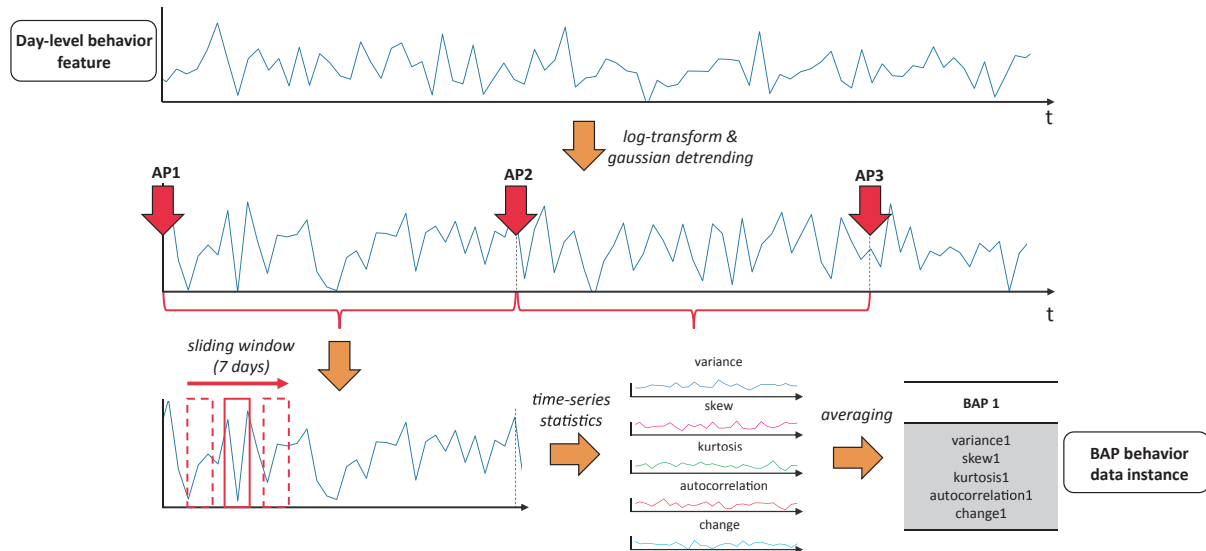 Day-level behavior
feature
t
log-transform &
gaussian detrending
AP1
AP2
AP3
t
sliding window
(7 days)
time-series
statistics
variance
skew
kurtosis
autocorrelation
change
averaging
BAP 1
variance1
skew1
kurtosis1
autocorrelation1
change1
BAP behavior
data instance